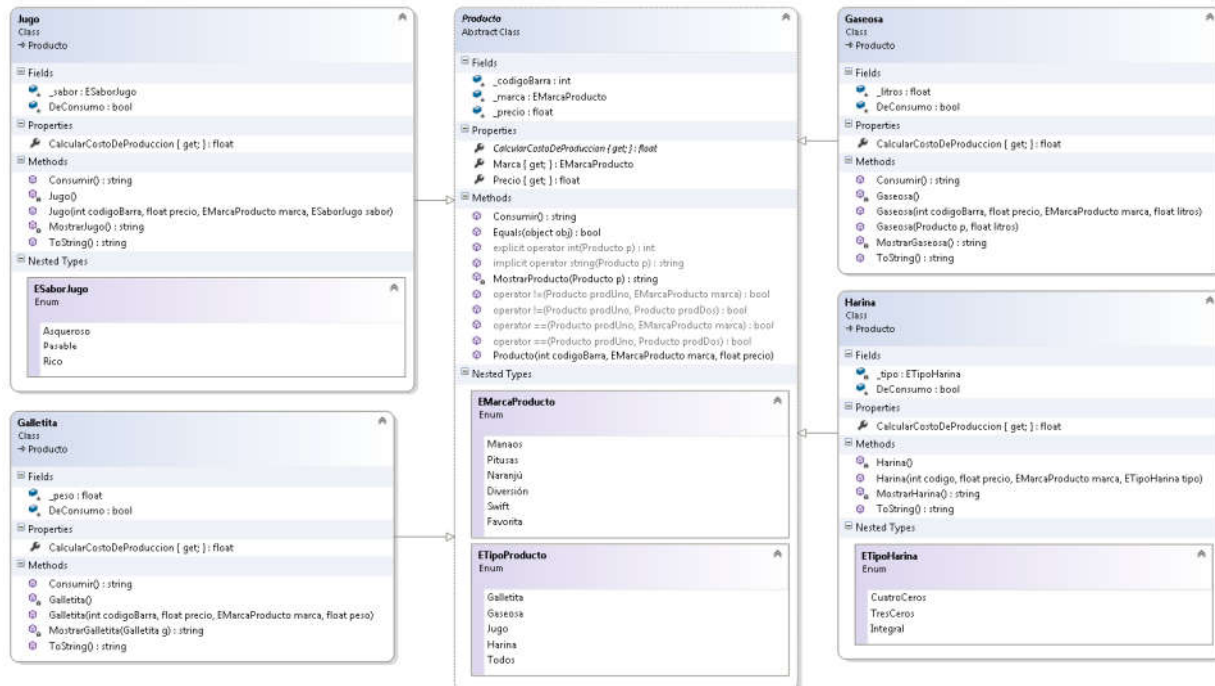 Jugo
Class
Producto
Fields
_sabor : ESaborJugo
DeConsumo : bool
Properties
CalcularCostoDeProduccion { get; } : float
Methods
Consumir() : string
Jugo()
Jugo(int codigoBarra, float precio, EMarcaProducto marca, ESaborJugo sabor)
MostrarJugo() : string
ToString() : string
Nested Types
ESaborJugo
Enum
Asqueroso
Pasable
Rico
Galletita
Class
Producto
Fields
_peso : float
DeConsumo : bool
Properties
CalcularCostoDeProduccion { get; } : float
Methods
Consumir() : string
Galletita()
Galletita(int codigoBarra, float precio, EMarcaProducto marca, float peso)
MostrarGalletita(Galletita g) : string
ToString() : string
Producto
Abstract Class
Fields
_codigoBarra : int
_marca : EMarcaProducto
_precio : float
Properties
CalcularCostoDeProduccion { get; } : float
Marca { get; } : EMarcaProducto
Precio { get; } : float
Methods
Consumir() : string
Equals(object obj) : bool
explicit operator int(Producto p) : int
implicit operator string(Producto p) : string
MostrarProducto(Producto p) : string
operator !=(Producto prodUno, EMarcaProducto marca) : bool
operator !=(Producto prodUno, Producto prodDos) : bool
operator ==(Producto prodUno, EMarcaProducto marca) : bool
operator ==(Producto prodUno, Producto prodDos) : bool
Producto(int codigoBarra, EMarcaProducto marca, float precio)
Nested Types
EMarcaProducto
Enum
Manaos
Pitusas
Naranjú
Diversión
Swift
Favorita
ETipoProducto
Enum
Galletita
Gaseosa
Jugo
Harina
Todos
Gaseosa
Class
Producto
Fields
_litros : float
DeConsumo : bool
Properties
CalcularCostoDeProduccion { get; } : float
Methods
Consumir() : string
Gaseosa()
Gaseosa(int codigoBarra, float precio, EMarcaProducto marca, float litros)
Gaseosa(Producto p, float litros)
MostrarGaseosa() : string
ToString() : string
Harina
Class
Producto
Fields
_tipo : ETipoHarina
DeConsumo : bool
Properties
CalcularCostoDeProduccion { get; } : float
Methods
Harina()
Harina(int codigo, float precio, EMarcaProducto marca, ETipoHarina tipo)
MostrarHarina() : string
ToString() : string
Nested Types
ETipoHarina
Enum
CuatroCeros
TresCeros
Integral